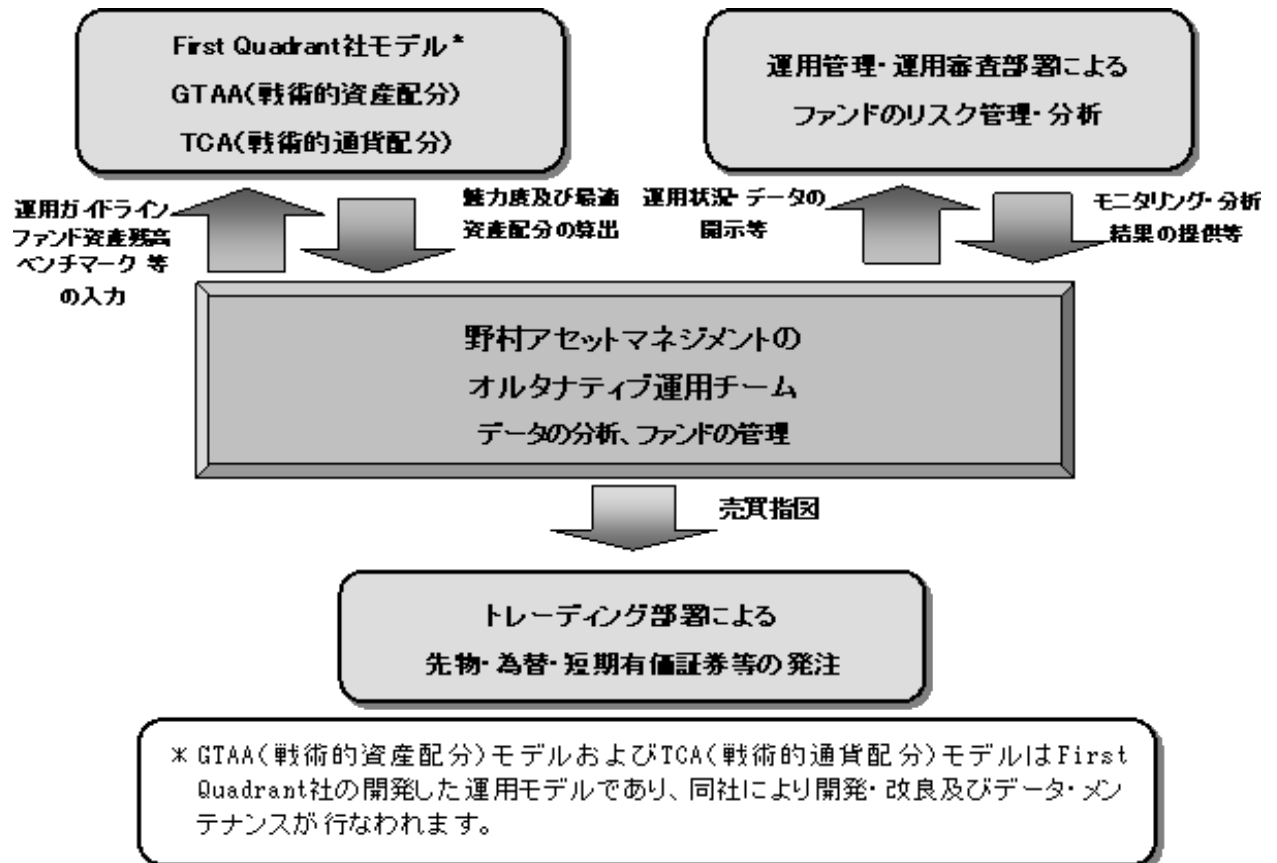 First Quadrant社モデル*
GTAA(戦術的資産配分)
TCA(戦術的通貨配分)
運用管理・運用審査部署による
ファンドのリスク管理・分析
運用ガイドライン
ファンド資産残高
ベンチマーク 等
の入力
魅力度及び最適
資産配分の算出
運用状況・データの
開示等
モニタリング・分析
結果の提供等
野村アセットマネジメントの
オルタナティブ運用チーム
データの分析、ファンドの管理
売買指図
トレーディング部署による
先物・為替・短期有価証券等の発注
* GTAA(戦術的資産配分)モデルおよびTCA(戦術的通貨配分)モデルはFirst
Quadrant社の開発した運用モデルであり、同社により開発・改良及びデータ・メン
テナンスが行なわれます。